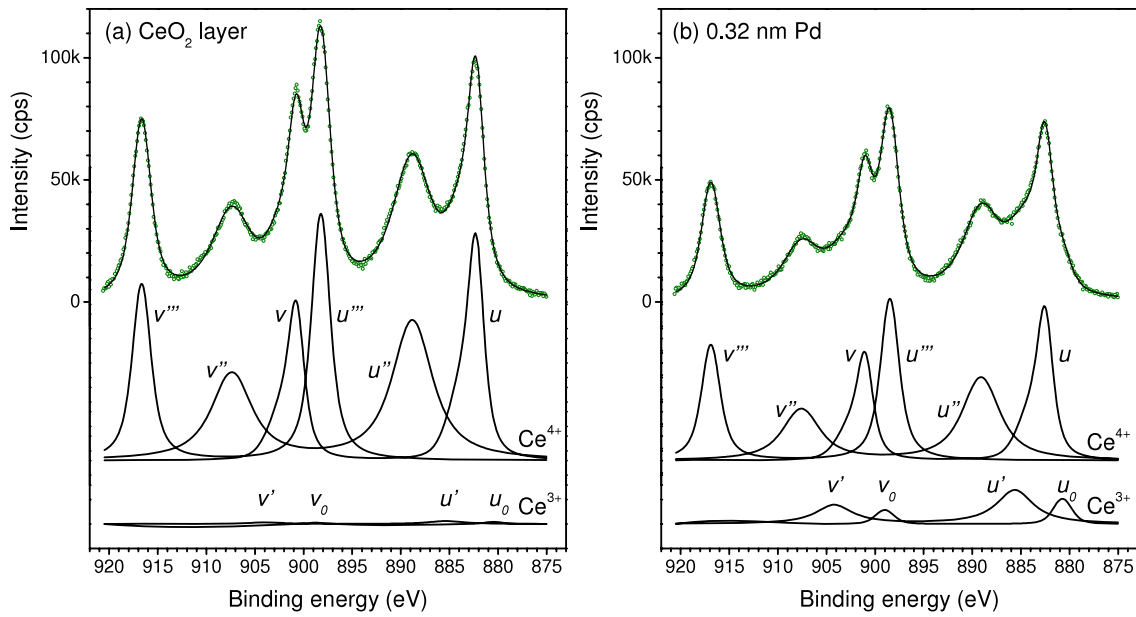 (a) CeO₂ layer
100k
50k
0
Intensity (cps)
v'''
v''
v
u'''
u''
u
Ce⁴⁺
v'
v₀
u'
u₀
Ce³⁺
920 915 910 905 900 895 890 885 880 875
Binding energy (eV)
(b) 0.32 nm Pd
100k
50k
0
Intensity (cps)
v'''
v''
v
u'''
u''
u
Ce⁴⁺
v'
v₀
u'
u₀
Ce³⁺
920 915 910 905 900 895 890 885 880 875
Binding energy (eV)